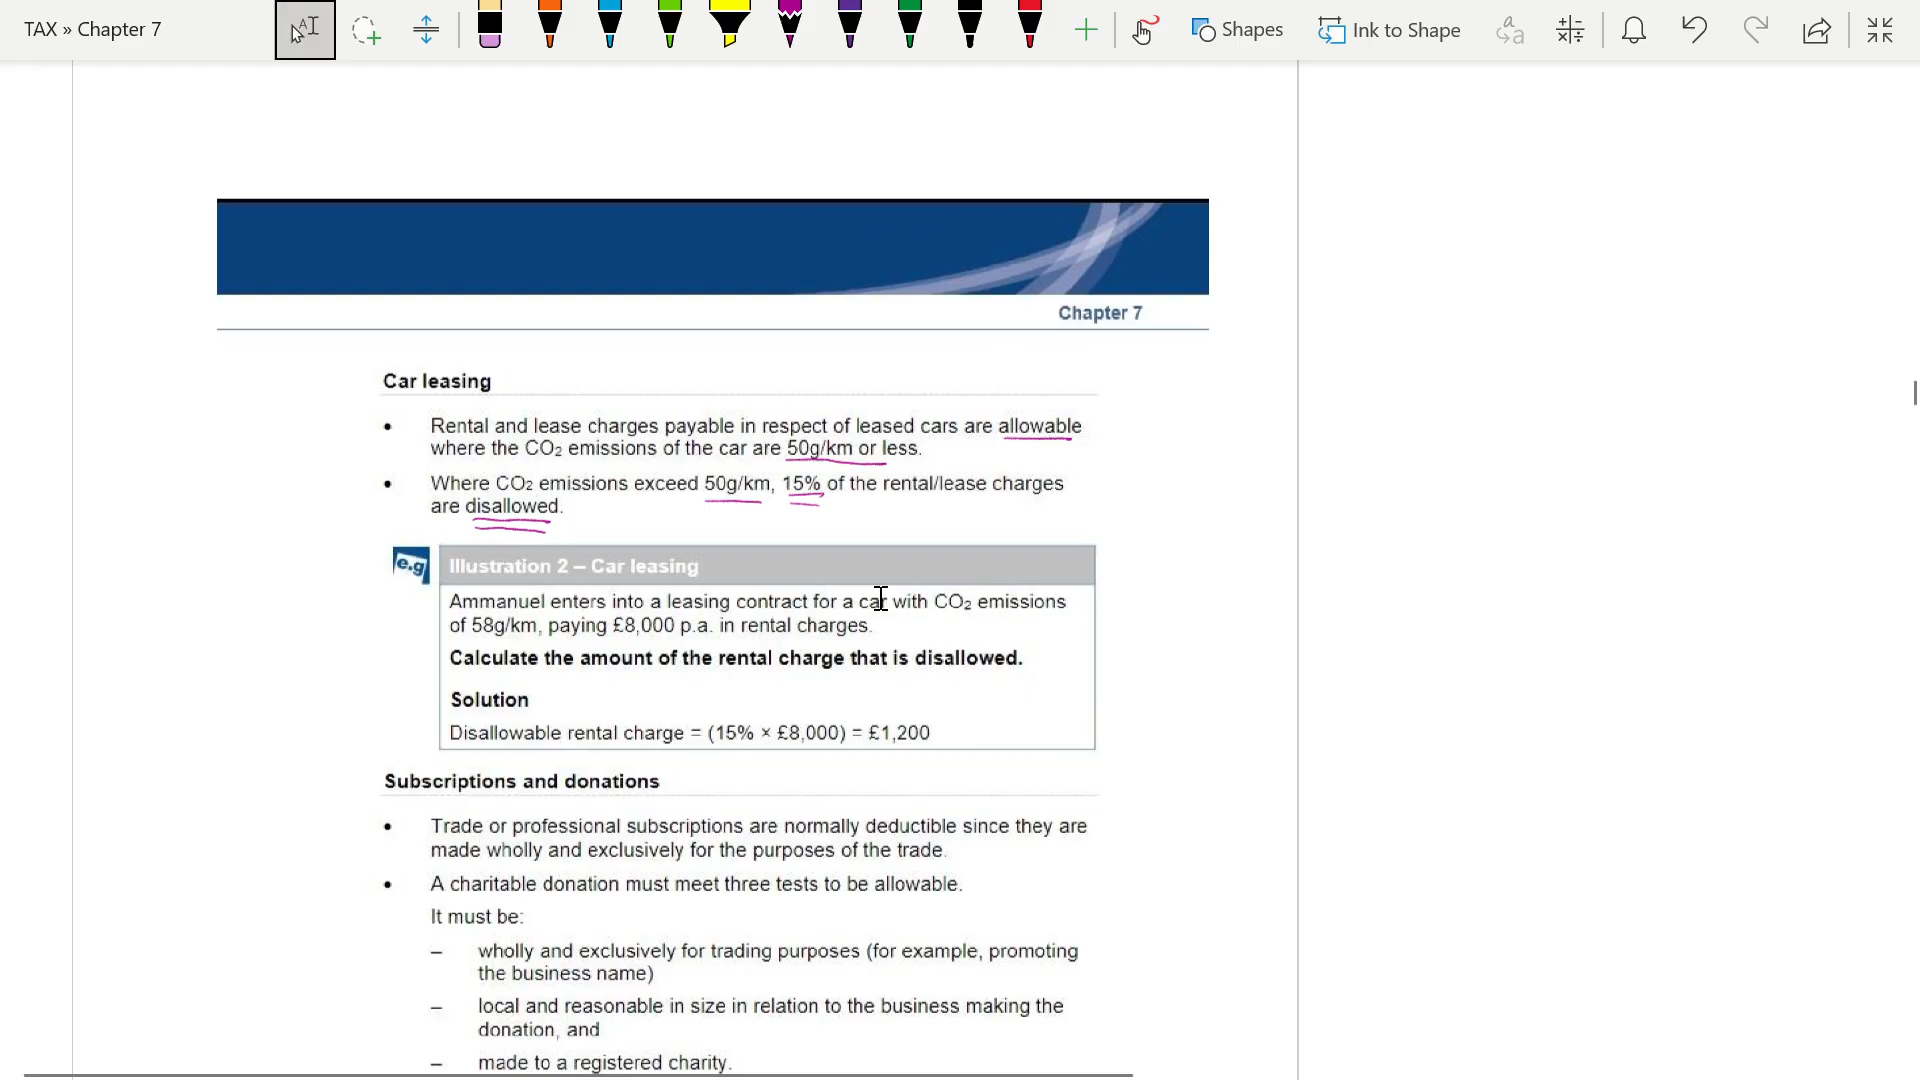 TAX » Chapter 7
Shapes
Ink to Shape
Chapter 7
Car leasing
• Rental and lease charges payable in respect of leased cars are allowable
where the CO2 emissions of the car are 50g/km or less.
• Where CO2 emissions exceed 50g/km, 15% of the rental/lease charges
are disallowed.
e.g
Illustration 2 – Car leasing
Ammanuel enters into a leasing contract for a car with CO2 emissions
of 58g/km, paying £8,000 p.a. in rental charges.
Calculate the amount of the rental charge that is disallowed.
Solution
Disallowable rental charge = (15% × £8,000) = £1,200
Subscriptions and donations
• Trade or professional subscriptions are normally deductible since they are
made wholly and exclusively for the purposes of the trade.
• A charitable donation must meet three tests to be allowable.
It must be:
– wholly and exclusively for trading purposes (for example, promoting
the business name)
– local and reasonable in size in relation to the business making the
donation, and
– made to a registered charity.